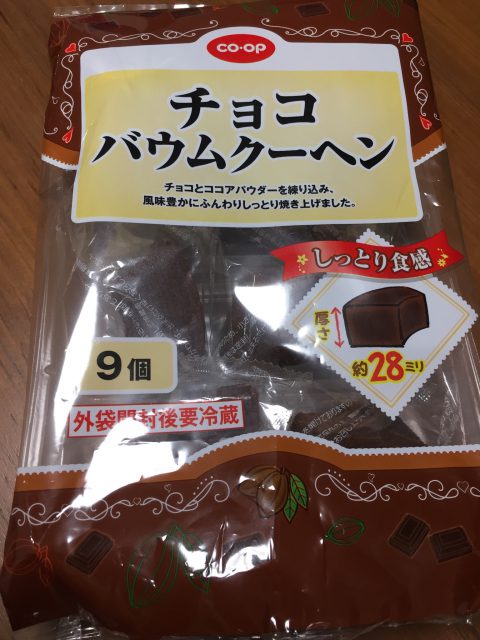 CO·OP
チョコ
バウムクーヘン
チョコとココアパウダーを練り込み、
風味豊かにふんわりしっとり焼き上げました。
しっとり食感
厚さ
約28ミリ
9個
外袋開封後要冷蔵